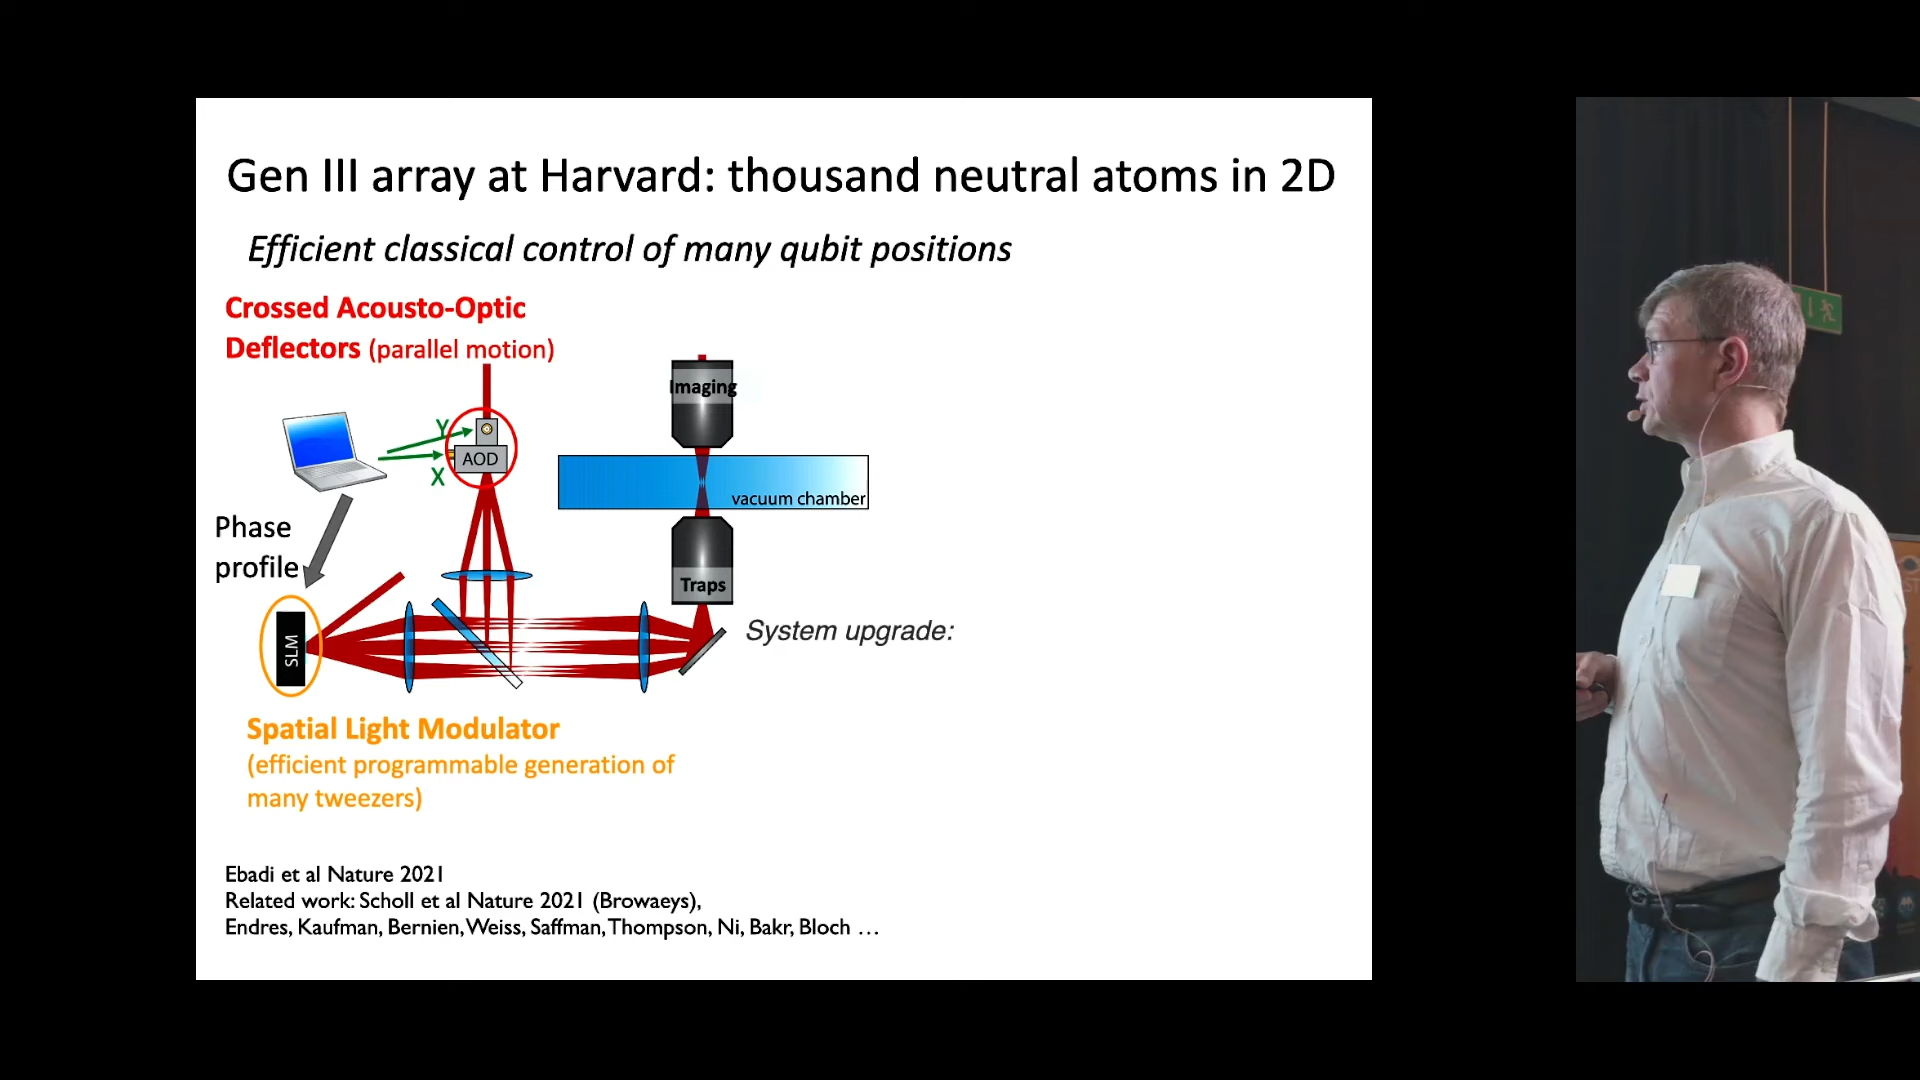 Gen III array at Harvard: thousand neutral atoms in 2D
Efficient classical control of many qubit positions
Crossed Acousto-Optic
Deflectors (parallel motion)
Imaging
Y
AOD
X
vacuum chamber
Phase
profile
Traps
System upgrade:
SLM
Spatial Light Modulator
(efficient programmable generation of
many tweezers)
Ebadi et al Nature 2021
Related work: Scholl et al Nature 2021 (Browaeys),
Endres, Kaufman, Bernien, Weiss, Saffman, Thompson, Ni, Bakr, Bloch …